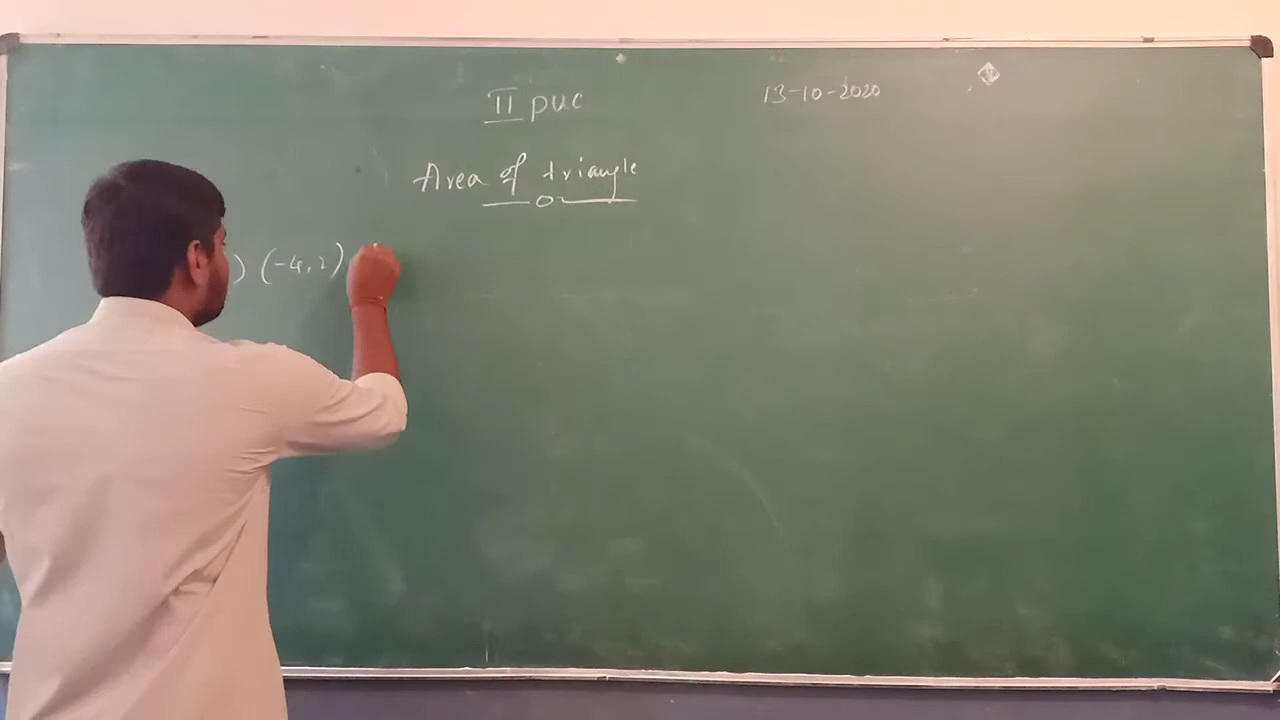 II PUC
13-10-2020
Area of triangle
) (-4, 2)